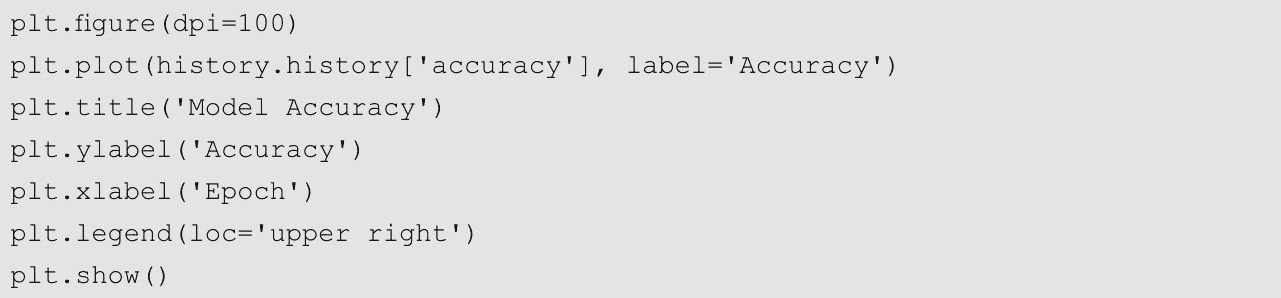 plt.figure(dpi=100)
plt.plot(history.history['accuracy'], label='Accuracy')
plt.title('Model Accuracy')
plt.ylabel('Accuracy')
plt.xlabel('Epoch')
plt.legend(loc='upper right')
plt.show()